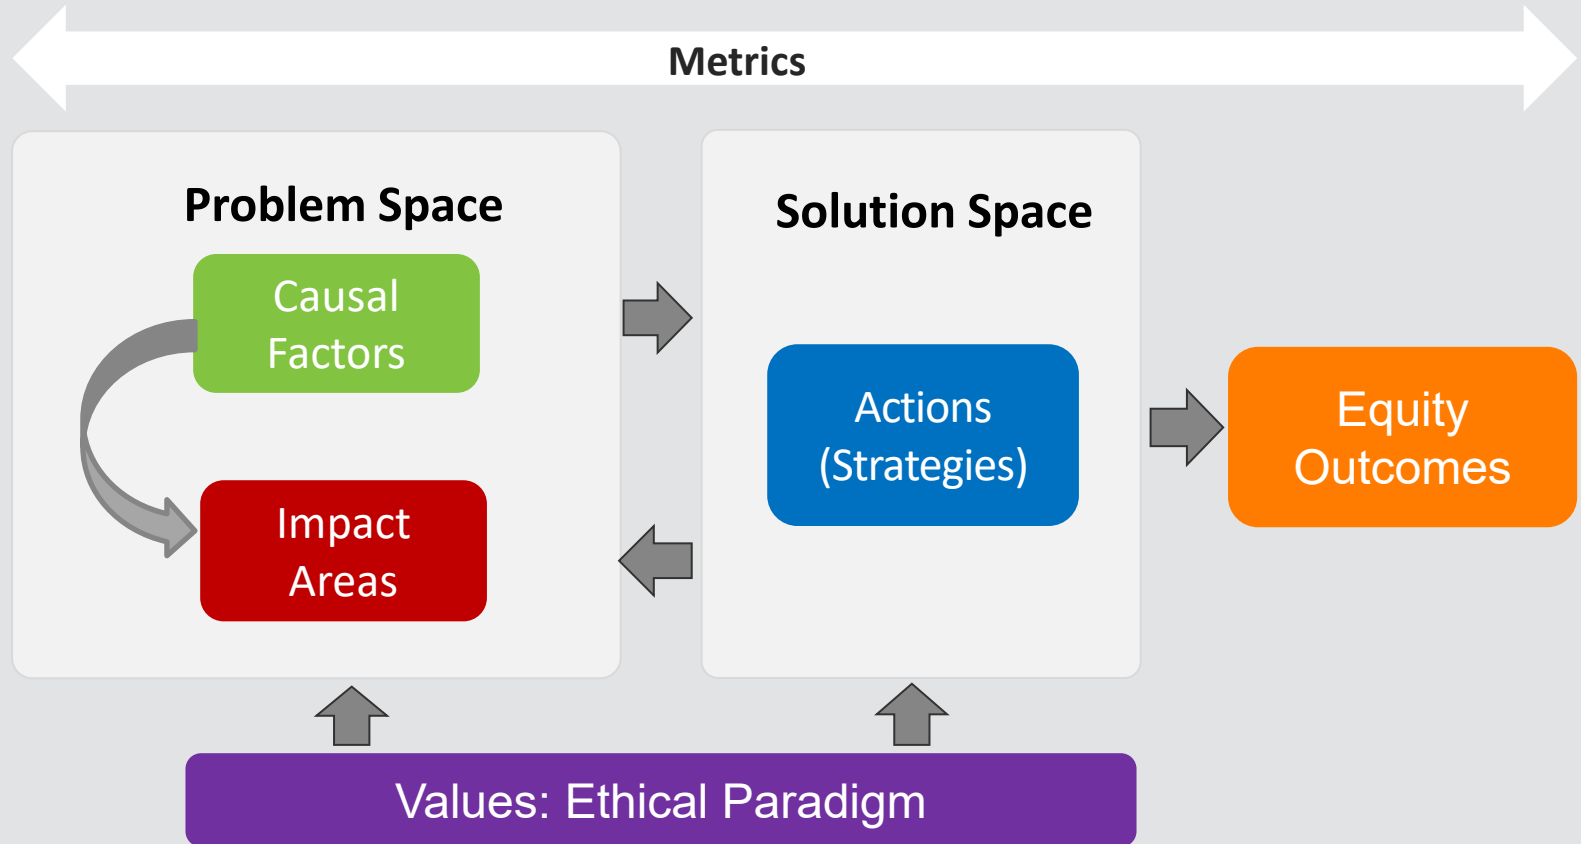 Metrics
Problem Space
Causal
Factors
Impact
Areas
Solution Space
Actions
(Strategies)
Equity
Outcomes
Values: Ethical Paradigm